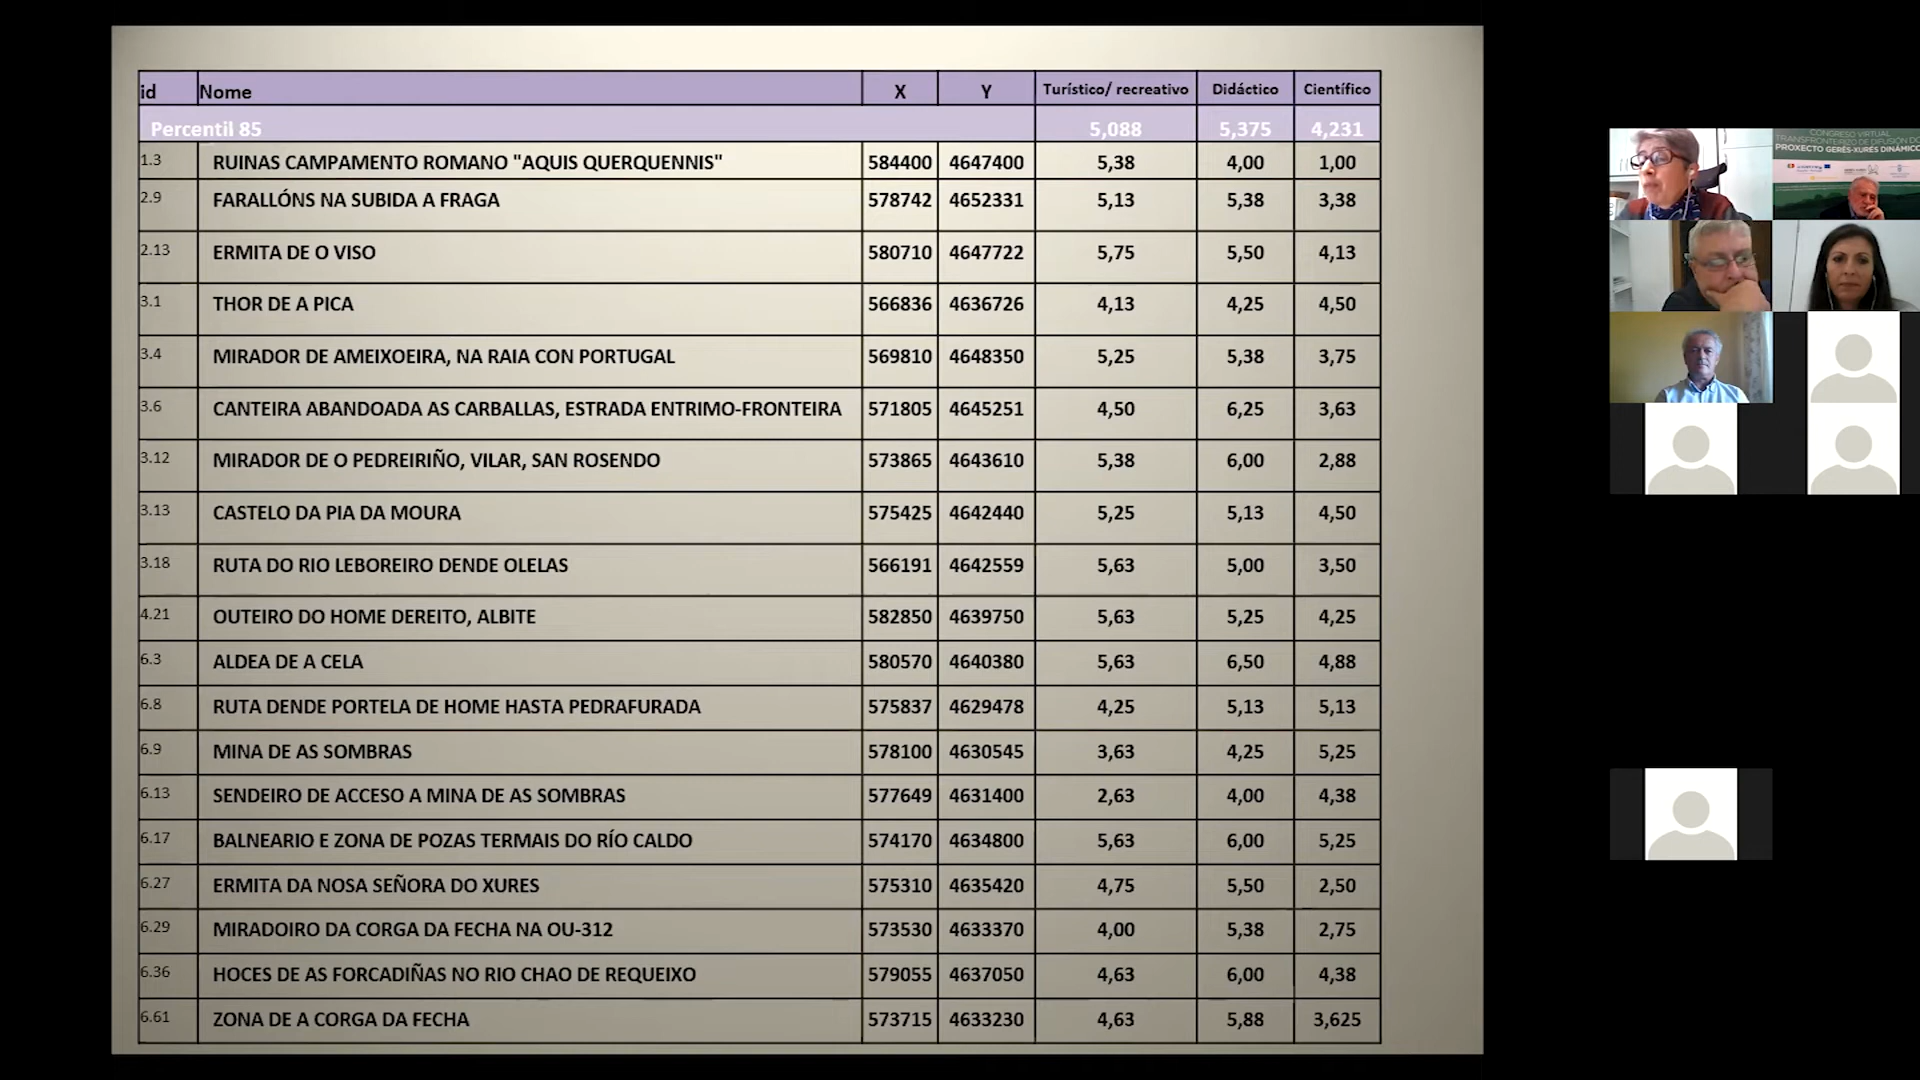 id Nome X Y Turístico/ recreativo Didáctico Científico
Percentil 85 5,088 5,375 4,231
1.3 RUINAS CAMPAMENTO ROMANO "AQUIS QUERQUENNIS" 584400 4647400 5,38 4,00 1,00
2.9 FARALLÓNS NA SUBIDA A FRAGA 578742 4652331 5,13 5,38 3,38
2.13 ERMITA DE O VISO 580710 4647722 5,75 5,50 4,13
3.1 THOR DE A PICA 566836 4636726 4,13 4,25 4,50
3.4 MIRADOR DE AMEIXOEIRA, NA RAIA CON PORTUGAL 569810 4648350 5,25 5,38 3,75
3.6 CANTEIRA ABANDOADA AS CARBALLAS, ESTRADA ENTRIMO-FRONTEIRA 571805 4645251 4,50 6,25 3,63
3.12 MIRADOR DE O PEDREIRIÑO, VILAR, SAN ROSENDO 573865 4643610 5,38 6,00 2,88
3.13 CASTELO DA PIA DA MOURA 575425 4642440 5,25 5,13 4,50
3.18 RUTA DO RIO LEBOREIRO DENDE OLELAS 566191 4642559 5,63 5,00 3,50
4.21 OUTEIRO DO HOME DEREITO, ALBITE 582850 4639750 5,63 5,25 4,25
6.3 ALDEA DE A CELA 580570 4640380 5,63 6,50 4,88
6.8 RUTA DENDE PORTELA DE HOME HASTA PEDRAFURADA 575837 4629478 4,25 5,13 5,13
6.9 MINA DE AS SOMBRAS 578100 4630545 3,63 4,25 5,25
6.13 SENDEIRO DE ACCESO A MINA DE AS SOMBRAS 577649 4631400 2,63 4,00 4,38
6.17 BALNEARIO E ZONA DE POZAS TERMAIS DO RÍO CALDO 574170 4634800 5,63 6,00 5,25
6.27 ERMITA DA NOSA SEÑORA DO XURES 575310 4635420 4,75 5,50 2,50
6.29 MIRADOIRO DA CORGA DA FECHA NA OU-312 573530 4633370 4,00 5,38 2,75
6.36 HOCES DE AS FORCADIÑAS NO RIO CHAO DE REQUEIXO 579055 4637050 4,63 6,00 4,38
6.61 ZONA DE A CORGA DA FECHA 573715 4633230 4,63 5,88 3,625
CONGRESO VIRTUAL
TRANSFRONTEIRIZO DE DIFUSIÓN DO
PROXECTO GERÊS-XURÉS DINÁMICO